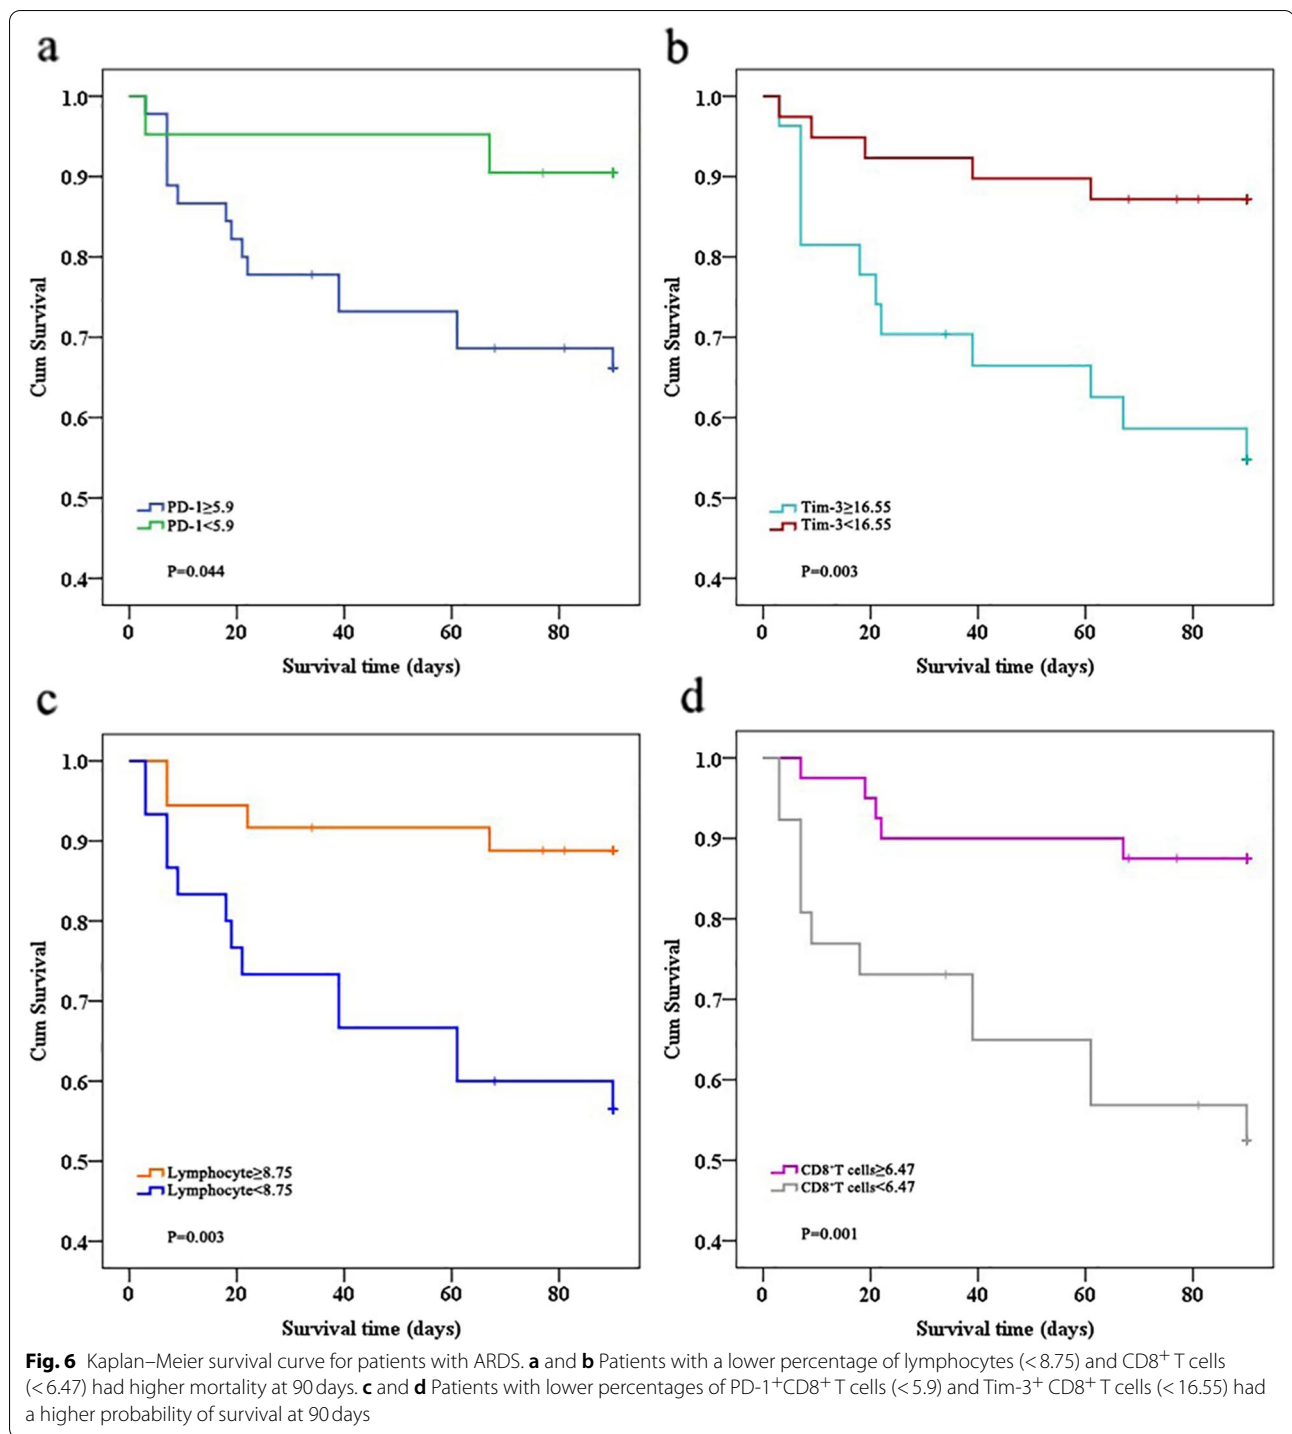 a
1.0
0.9
0.8
0.7
0.6
0.5
0.4
Cum Survival
PD-1≥5.9
PD-1<5.9
P=0.044
0 20 40 60 80
Survival time (days)
b
1.0
0.9
0.8
0.7
0.6
0.5
0.4
Cum Survival
Tim-3≥16.55
Tim-3<16.55
P=0.003
0 20 40 60 80
Survival time (days)
c
1.0
0.9
0.8
0.7
0.6
0.5
0.4
Cum Survival
Lymphocyte≥8.75
Lymphocyte<8.75
P=0.003
0 20 40 60 80
Survival time (days)
d
1.0
0.9
0.8
0.7
0.6
0.5
0.4
Cum Survival
CD8⁺T cells≥6.47
CD8⁺T cells<6.47
P=0.001
0 20 40 60 80
Survival time (days)
Fig. 6 Kaplan–Meier survival curve for patients with ARDS. a and b Patients with a lower percentage of lymphocytes (< 8.75) and CD8⁺ T cells
(< 6.47) had higher mortality at 90 days. c and d Patients with lower percentages of PD-1⁺CD8⁺ T cells (< 5.9) and Tim-3⁺ CD8⁺ T cells (< 16.55) had
a higher probability of survival at 90 days